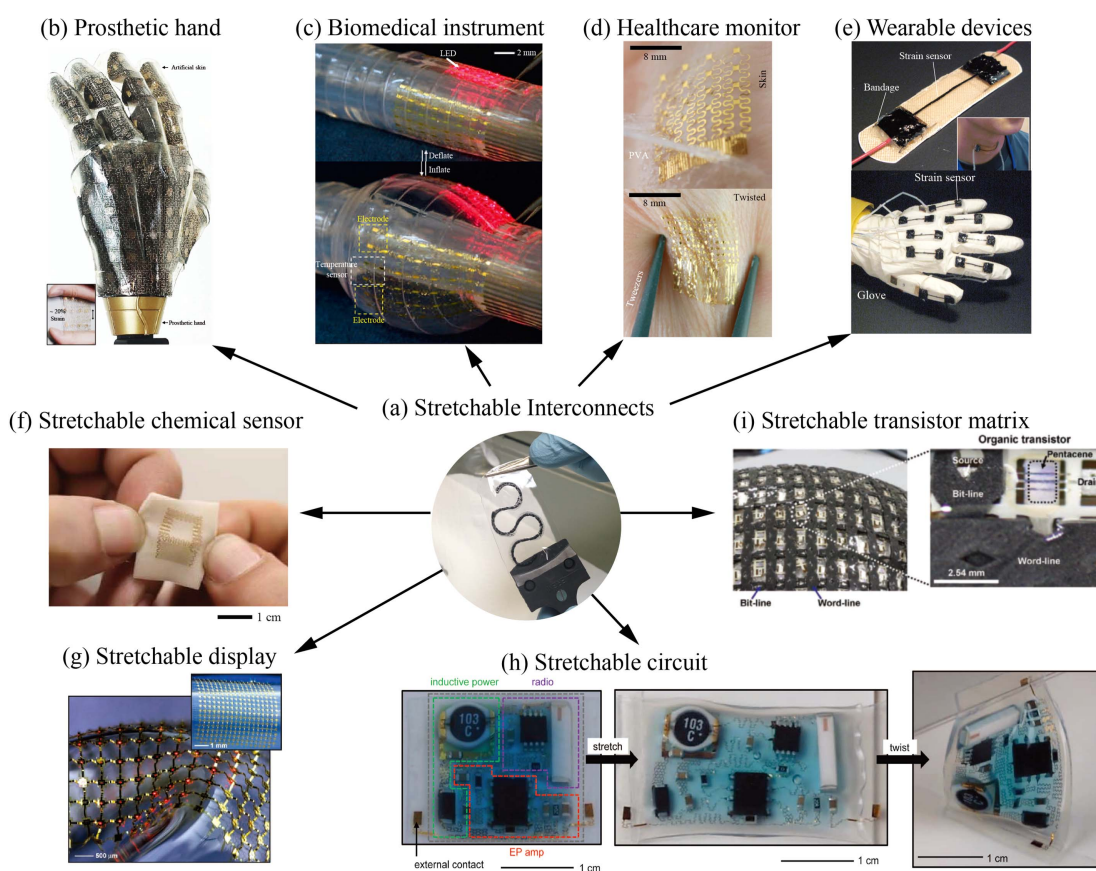 (b) Prosthetic hand
Artificial skin
~ 20%
Strain
Prosthetic hand
(c) Biomedical instrument
LED
2 mm
Deflate
Inflate
Electrode
Temperature
sensor
Electrode
(d) Healthcare monitor
8 mm
Skin
PVA
8 mm
Twisted
Tweezers
(e) Wearable devices
Strain sensor
Bandage
Strain sensor
Glove
(a) Stretchable Interconnects
(f) Stretchable chemical sensor
1 cm
(i) Stretchable transistor matrix
Organic transistor
Source
Pentacene
Bit-line
Drain
Word-line
2.54 mm
Bit-line
Word-line
(g) Stretchable display
1 mm
500 μm
(h) Stretchable circuit
inductive power
radio
103
C
stretch
103
C
twist
103
C
EP amp
external contact
1 cm
1 cm
1 cm